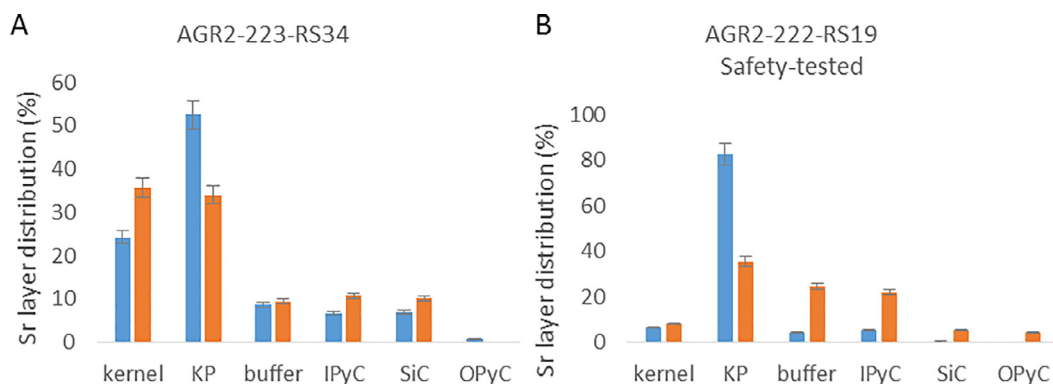 A
AGR2-223-RS34
Sr layer distribution (%)
60
50
40
30
20
10
0
kernel KP buffer IPyC SiC OPyC
B
AGR2-222-RS19
Safety-tested
Sr layer distribution (%)
100
80
60
40
20
0
kernel KP buffer IPyC SiC OPyC